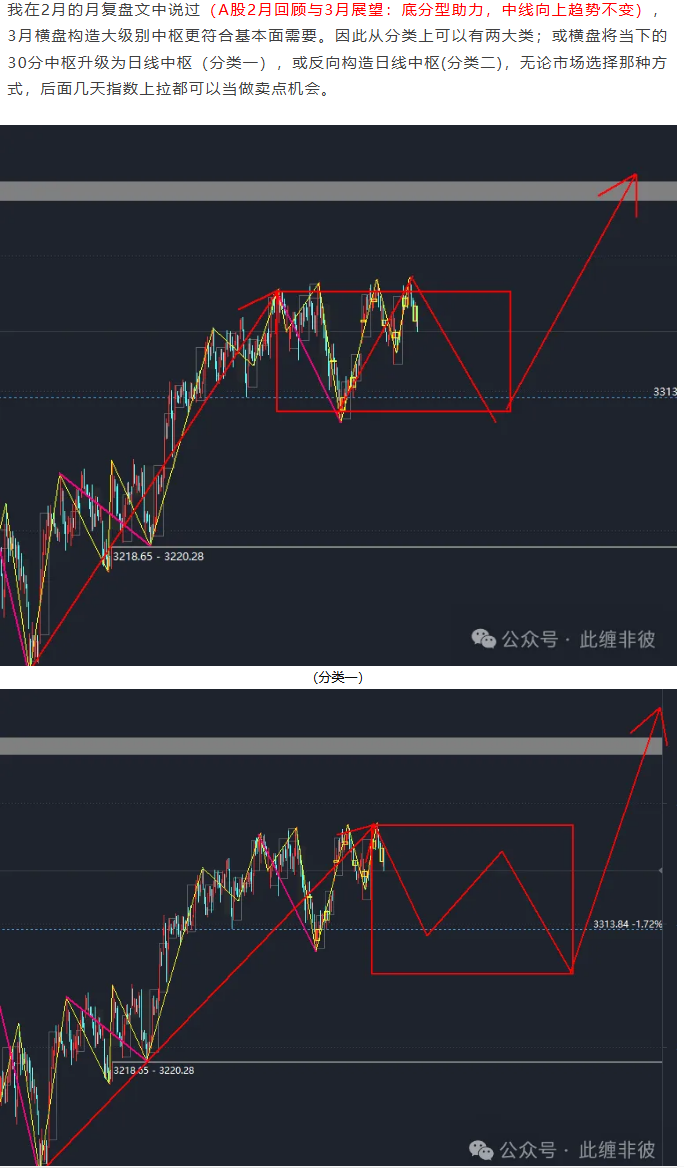 我在2月的月复盘文中说过（A股2月回顾与3月展望：底分型助力，中线向上趋势不变），
3月横盘构造大级别中枢更符合基本面需要。因此从分类上可以有两大类；或横盘将当下的
30分中枢升级为日线中枢（分类一），或反向构造日线中枢(分类二)，无论市场选择那种方
式，后面几天指数上拉都可以当做卖点机会。
3313
3218.65 - 3220.28
公众号 · 此缠非彼
(分类一)
3313.84 -1.72%
3218.65 - 3220.28
公众号 · 此缠非彼